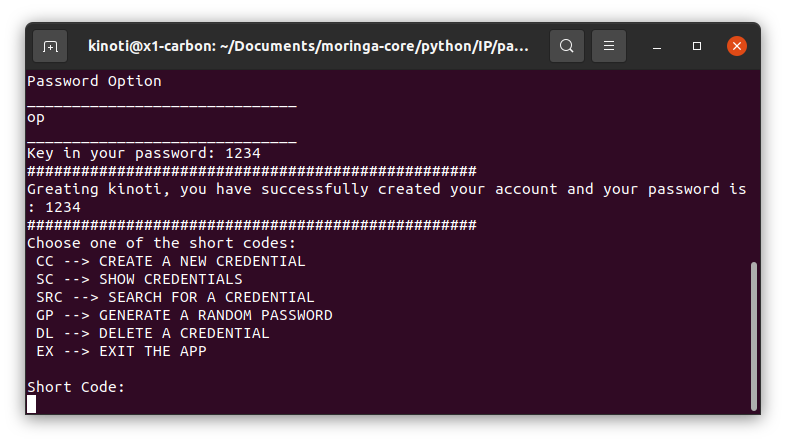 kinoti@x1-carbon: ~/Documents/moringa-core/python/IP/pa...
Password Option
______________________________
op
______________________________
Key in your password: 1234
##################################################
Greating kinoti, you have successfully created your account and your password is
: 1234
##################################################
Choose one of the short codes:
 CC --> CREATE A NEW CREDENTIAL
 SC --> SHOW CREDENTIALS
 SRC --> SEARCH FOR A CREDENTIAL
 GP --> GENERATE A RANDOM PASSWORD
 DL --> DELETE A CREDENTIAL
 EX --> EXIT THE APP
Short Code: